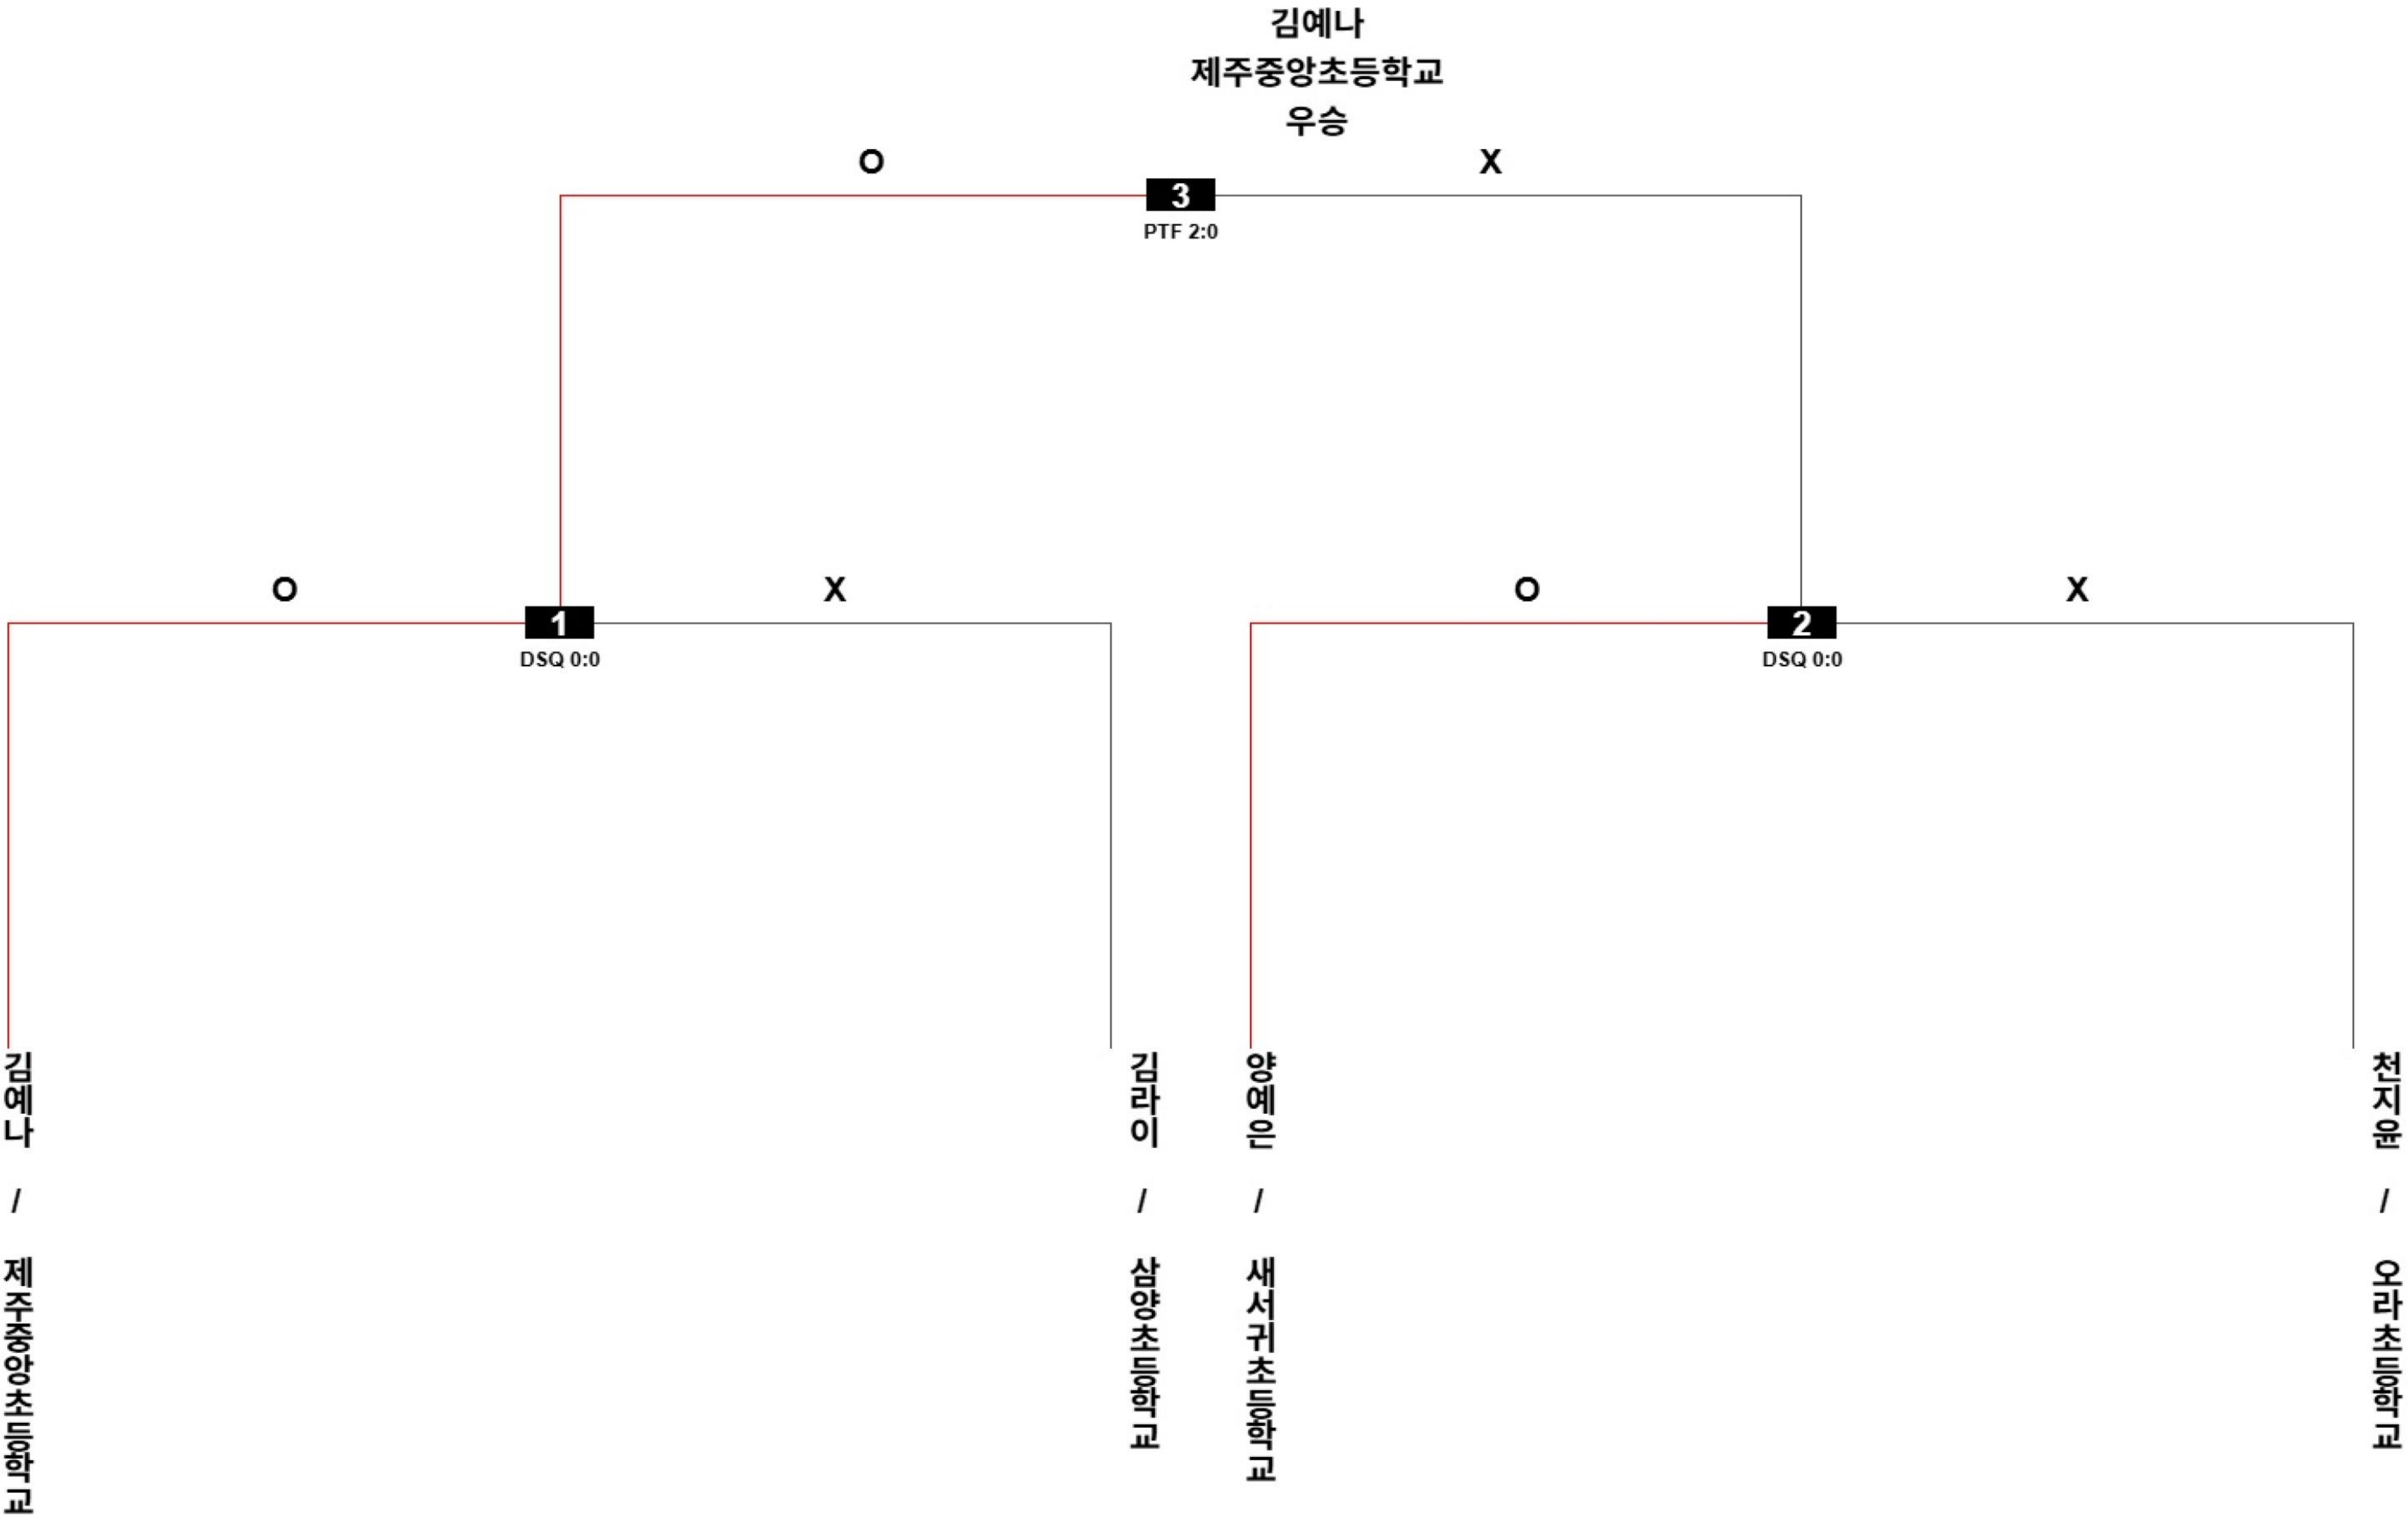 김예나
제주중앙초등학교
우승
O X
3
PTF 2:0
O X O X
1 2
DSQ 0:0 DSQ 0:0
김예나 / 제주중앙초등학교
김라이 / 삼양초등학교
양예은 / 새서귀초등학교
천지윤 / 오라초등학교